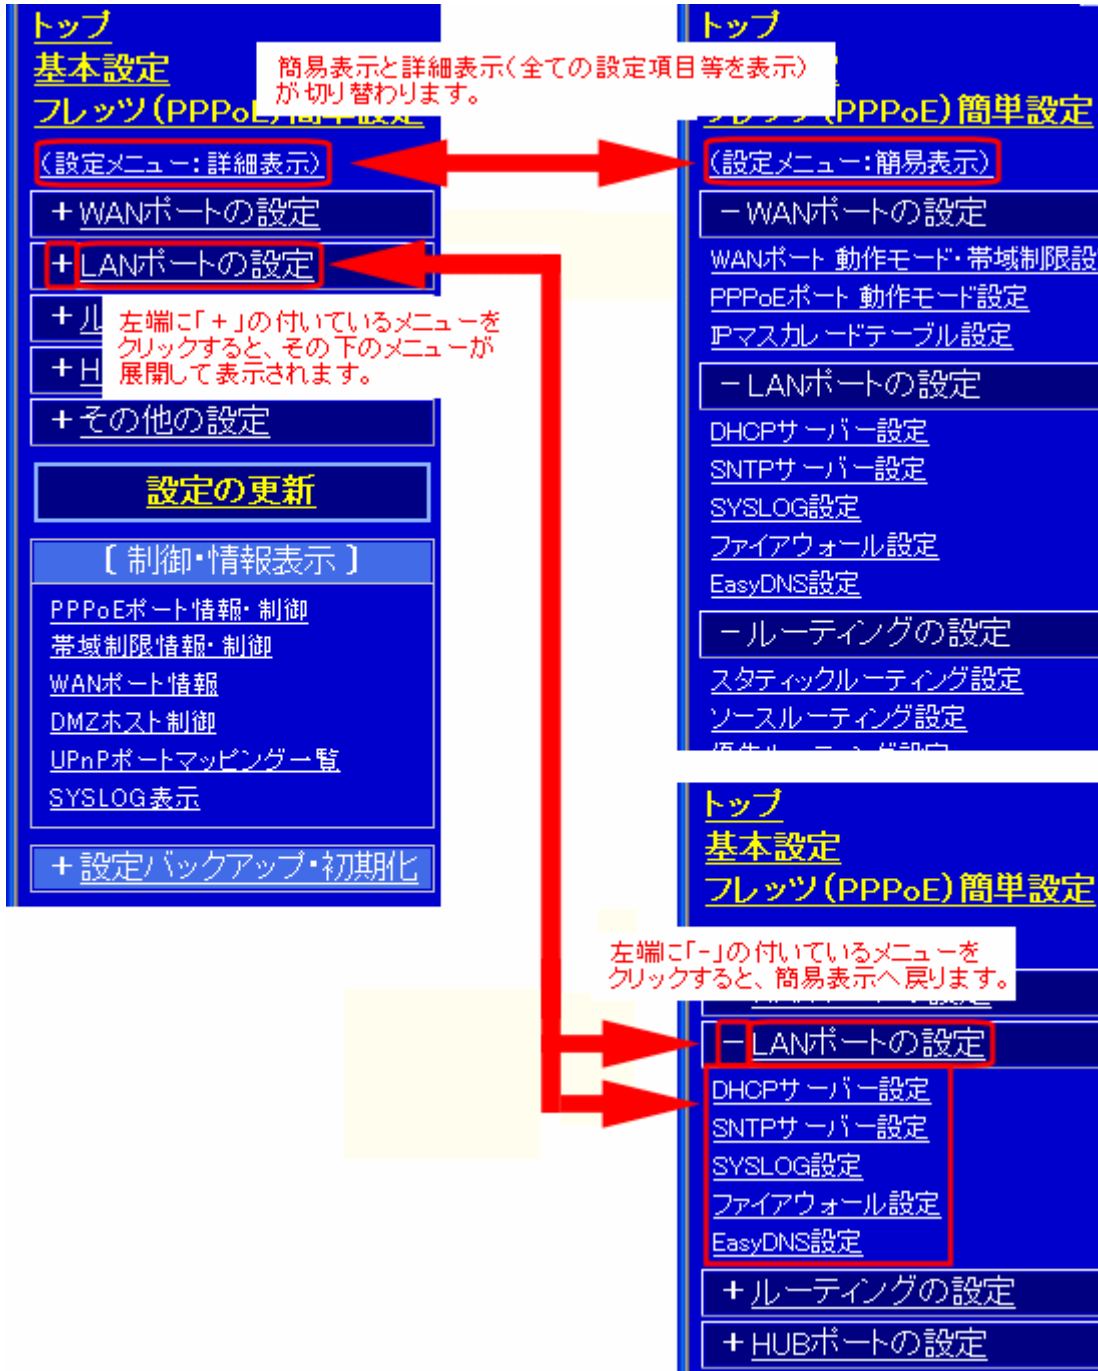 トップ
基本設定
フレッツ(PPPoE)簡単設定
(設定メニュー:詳細表示)
+WANポートの設定
+LANポートの設定
+ル
+H
+その他の設定
設定の更新
[制御・情報表示]
PPPoEポート情報・制御
帯域制限情報・制御
WANポート情報
DMZホスト制御
UPnPポートマッピング一覧
SYSLOG表示
+設定バックアップ・初期化
簡易表示と詳細表示(全ての設定項目等を表示)
が切り替わります。
左端に「+」の付いているメニューを
クリックすると、その下のメニューが
展開して表示されます。
トップ
フレッツ(PPPoE)簡単設定
(設定メニュー:簡易表示)
-WANポートの設定
WANポート 動作モード・帯域制限設
PPPoEポート 動作モード設定
IPマスカレードテーブル設定
-LANポートの設定
DHCPサーバー設定
SNTPサーバー設定
SYSLOG設定
ファイアウォール設定
EasyDNS設定
-ルーティングの設定
スタティックルーティング設定
ソースルーティング設定
トップ
基本設定
フレッツ(PPPoE)簡単設定
左端に「-」の付いているメニューを
クリックすると、簡易表示へ戻ります。
-LANポートの設定
DHCPサーバー設定
SNTPサーバー設定
SYSLOG設定
ファイアウォール設定
EasyDNS設定
+ルーティングの設定
+HUBポートの設定